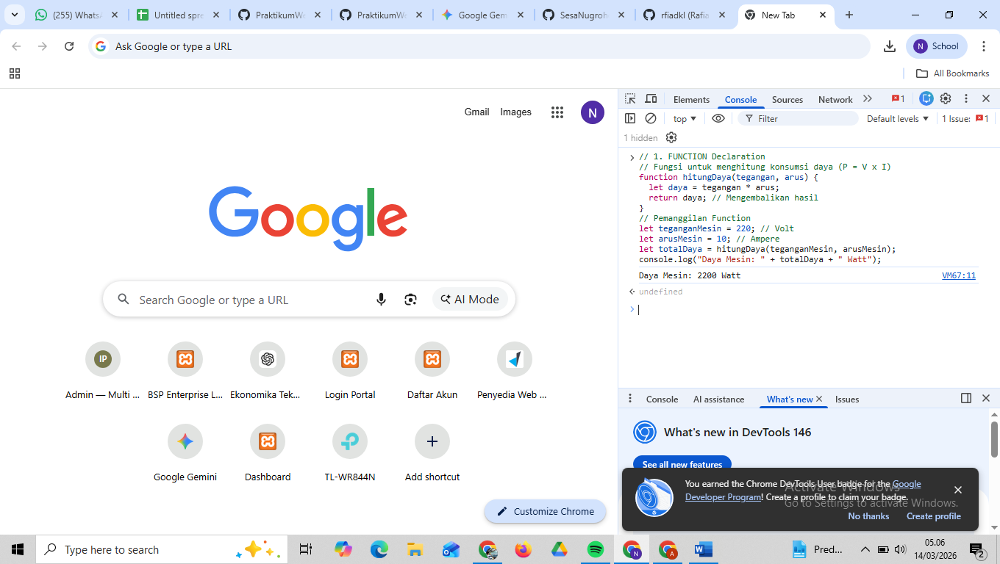 (255) Whats
Untitled spre
PraktikumWe
PraktikumWe
Google Gem
SesaNugroh
rfiadkl (Rafia
New Tab
Ask Google or type a URL
N School
All Bookmarks
Gmail Images N
Google
Search Google or type a URL AI Mode
IP
Admin — Multi ...
BSP Enterprise L...
Ekonomika Tek...
Login Portal
Daftar Akun
Penyedia Web ...
Google Gemini
Dashboard
TL-WR844N
Add shortcut
Customize Chrome
Elements Console Sources Network 1
top Filter Default levels 1 Issue: 1
1 hidden
// 1. FUNCTION Declaration
// Fungsi untuk menghitung konsumsi daya (P = V x I)
function hitungDaya(tegangan, arus) {
let daya = tegangan * arus;
return daya; // Mengembalikan hasil
}
// Pemanggilan Function
let teganganMesin = 220; // Volt
let arusMesin = 10; // Ampere
let totalDaya = hitungDaya(teganganMesin, arusMesin);
console.log("Daya Mesin: " + totalDaya + " Watt");
Daya Mesin: 2200 Watt VM67:11
undefined
Console AI assistance What's new Issues
What's new in DevTools 146
See all new features
You earned the Chrome DevTools User badge for the Google
Developer Program! Create a profile to claim your badge.
No thanks Create profile
Activate Windows
Go to Settings to activate Windows.
Type here to search
N
A
W
Pred...
05.06
14/03/2026
2